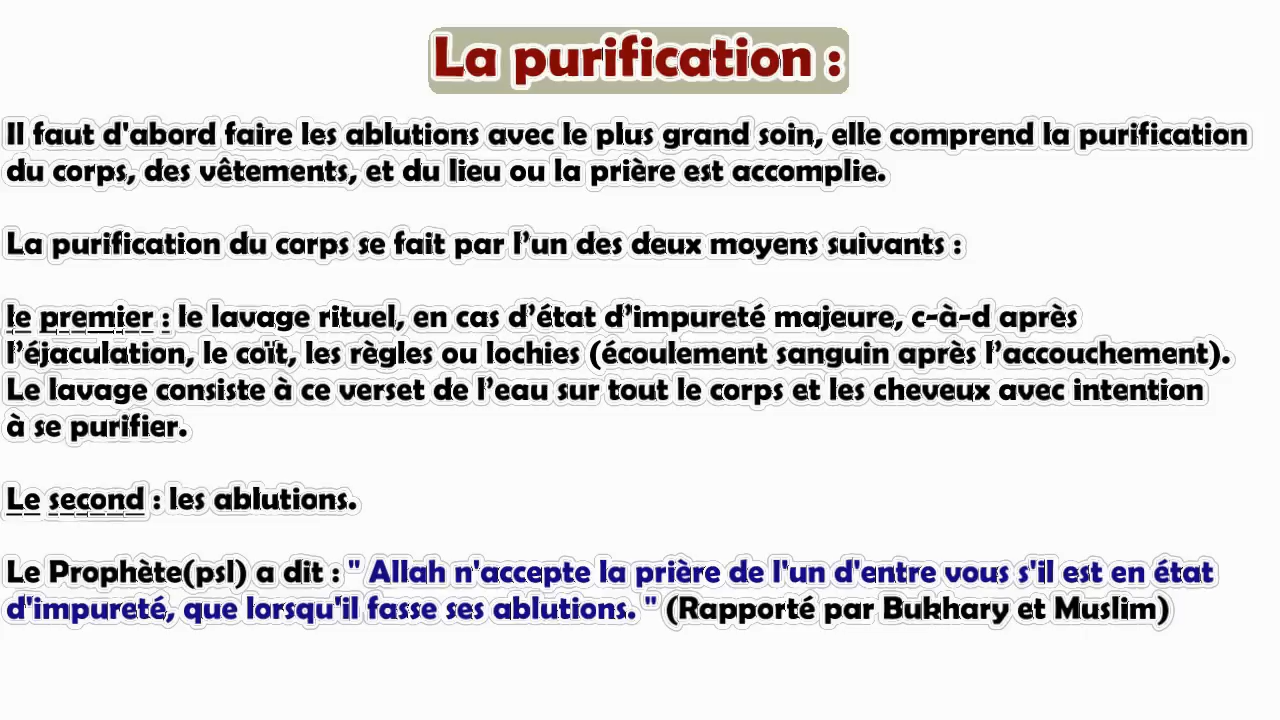 La purification :
Il faut d'abord faire les ablutions avec le plus grand soin, elle comprend la purification
du corps, des vêtements, et du lieu ou la prière est accomplie.
La purification du corps se fait par l’un des deux moyens suivants :
le premier : le lavage rituel, en cas d’état d’impureté majeure, c-à-d après
l’éjaculation, le coït, les règles ou lochies (écoulement sanguin après l’accouchement).
Le lavage consiste à ce verset de l’eau sur tout le corps et les cheveux avec intention
à se purifier.
Le second : les ablutions.
Le Prophète(psl) a dit : " Allah n'accepte la prière de l'un d'entre vous s'il est en état
d'impureté, que lorsqu'il fasse ses ablutions. " (Rapporté par Bukhary et Muslim)